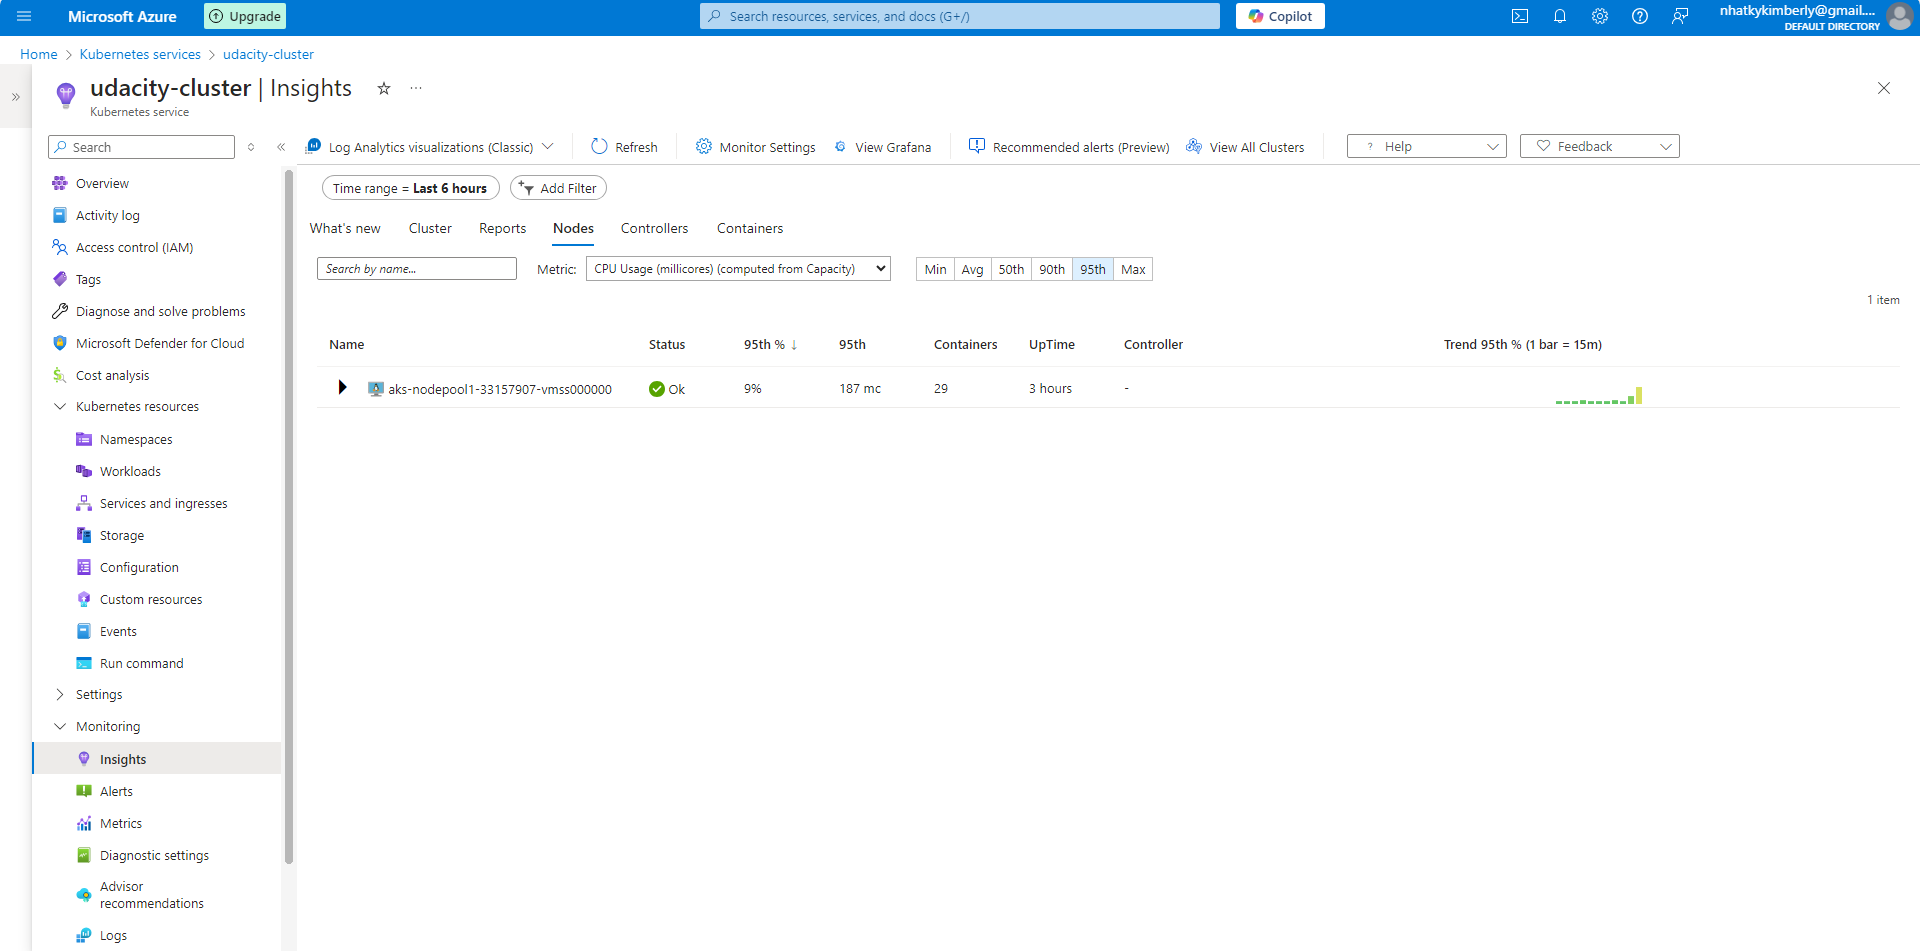 Microsoft Azure
Upgrade
Search resources, services, and docs (G+/)
Copilot
nhatkykimberly@gmail....
DEFAULT DIRECTORY
Home > Kubernetes services > udacity-cluster
udacity-cluster | Insights
Kubernetes service
Search
Log Analytics visualizations (Classic)
Refresh
Monitor Settings
View Grafana
Recommended alerts (Preview)
View All Clusters
? Help
Feedback
Overview
Activity log
Access control (IAM)
Tags
Diagnose and solve problems
Microsoft Defender for Cloud
Cost analysis
Kubernetes resources
Namespaces
Workloads
Services and ingresses
Storage
Configuration
Custom resources
Events
Run command
Settings
Monitoring
Insights
Alerts
Metrics
Diagnostic settings
Advisor
recommendations
Logs
Time range = Last 6 hours
Add Filter
What's new
Cluster
Reports
Nodes
Controllers
Containers
Search by name...
Metric:
CPU Usage (millicores) (computed from Capacity)
Min
Avg
50th
90th
95th
Max
1 item
Name
Status
95th % ↓
95th
Containers
UpTime
Controller
Trend 95th % (1 bar = 15m)
aks-nodepool1-33157907-vmss000000
Ok
9%
187 mc
29
3 hours
-